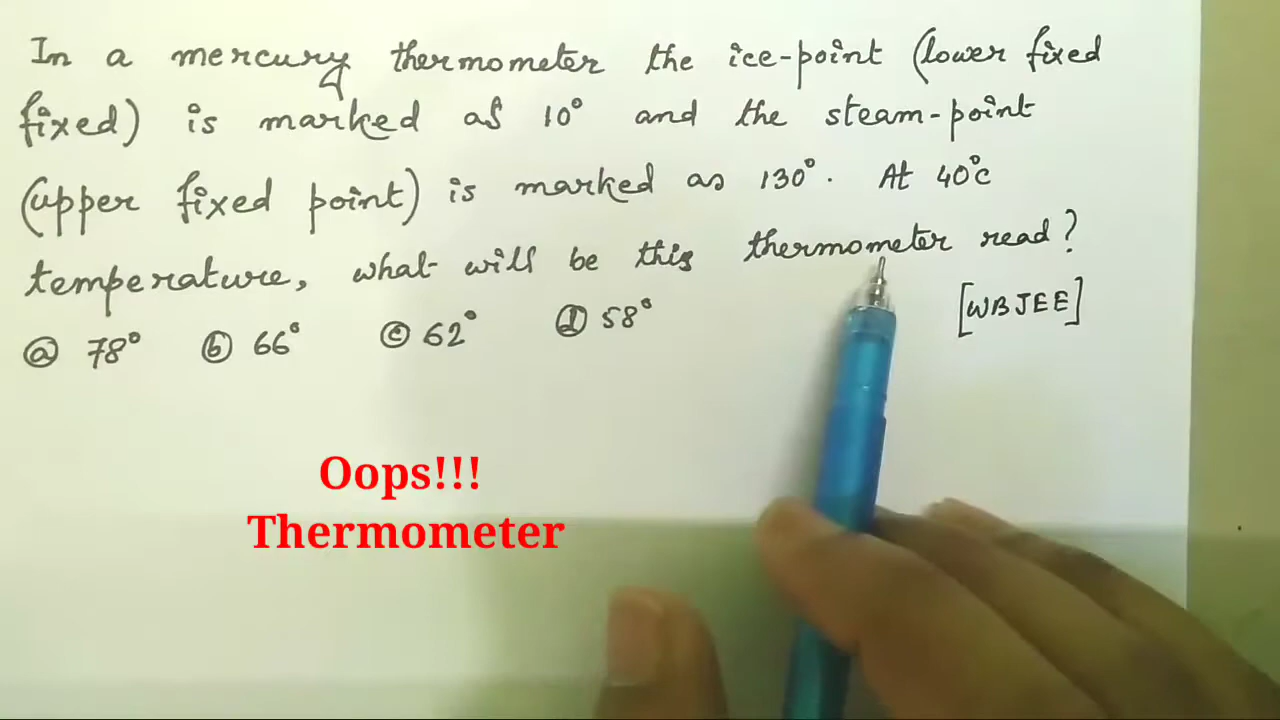 In a mercury thermometer the ice-point (lower fixed
fixed) is marked as 10° and the steam-point
(upper fixed point) is marked as 130°. At 40°C
temperature, what will be this thermometer read?
ⓐ 78° ⓑ 66° ⓒ 62° ⓓ 58° [WBJEE]
Oops!!!
Thermometer